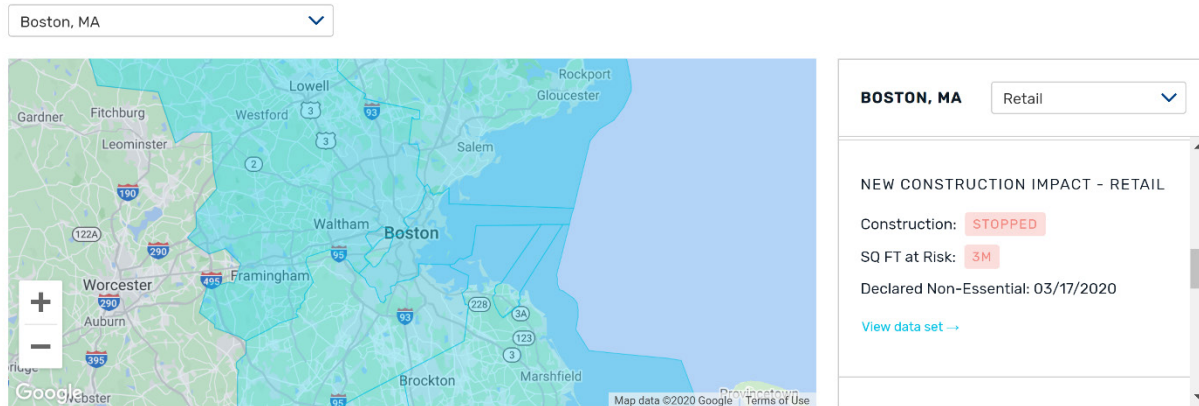 Boston, MA
Rockport
Gloucester
Lowell
3
93
Gardner
Fitchburg
Westford
Leominster
3
Salem
2
190
Waltham
Boston
122A
290
95
495
Framingham
Worcester
290
Auburn
228
3A
93
123
3
395
Brockton
Marshfield
Webster
95
Provincetown
Google
Map data ©2020 Google
Terms of Use
BOSTON, MA
Retail
NEW CONSTRUCTION IMPACT - RETAIL
Construction: STOPPED
SQ FT at Risk: 3M
Declared Non-Essential: 03/17/2020
View data set →